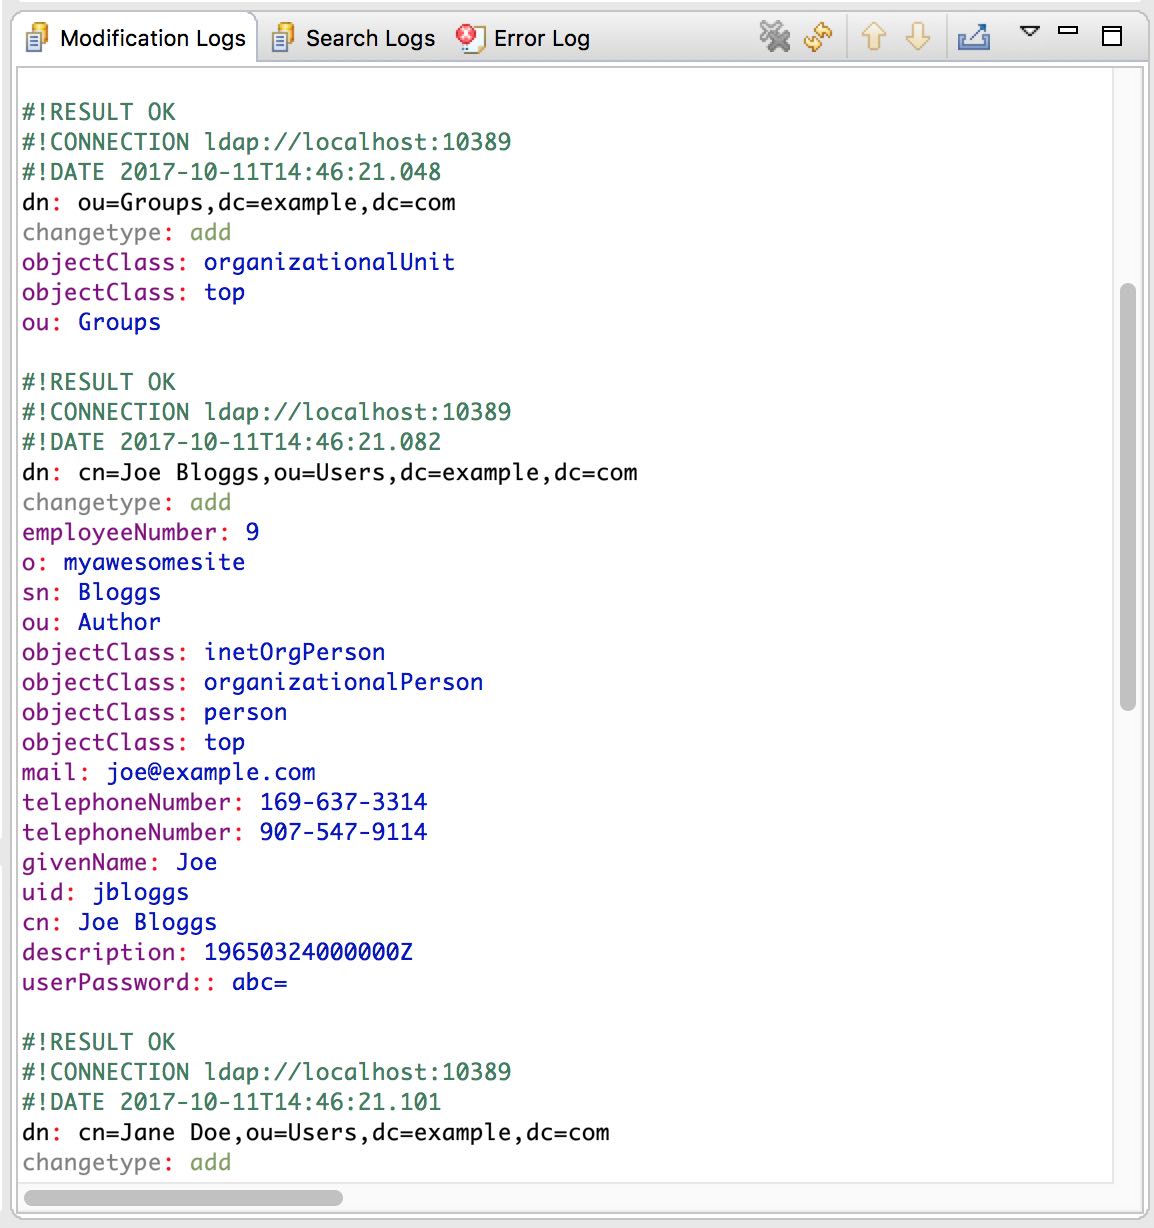 Modification Logs Search Logs Error Log
#!RESULT OK
#!CONNECTION ldap://localhost:10389
#!DATE 2017-10-11T14:46:21.048
dn: ou=Groups,dc=example,dc=com
changetype: add
objectClass: organizationalUnit
objectClass: top
ou: Groups

#!RESULT OK
#!CONNECTION ldap://localhost:10389
#!DATE 2017-10-11T14:46:21.082
dn: cn=Joe Bloggs,ou=Users,dc=example,dc=com
changetype: add
employeeNumber: 9
o: myawesomesite
sn: Bloggs
ou: Author
objectClass: inetOrgPerson
objectClass: organizationalPerson
objectClass: person
objectClass: top
mail: joe@example.com
telephoneNumber: 169-637-3314
telephoneNumber: 907-547-9114
givenName: Joe
uid: jbloggs
cn: Joe Bloggs
description: 19650324000000Z
userPassword:: abc=

#!RESULT OK
#!CONNECTION ldap://localhost:10389
#!DATE 2017-10-11T14:46:21.101
dn: cn=Jane Doe,ou=Users,dc=example,dc=com
changetype: add